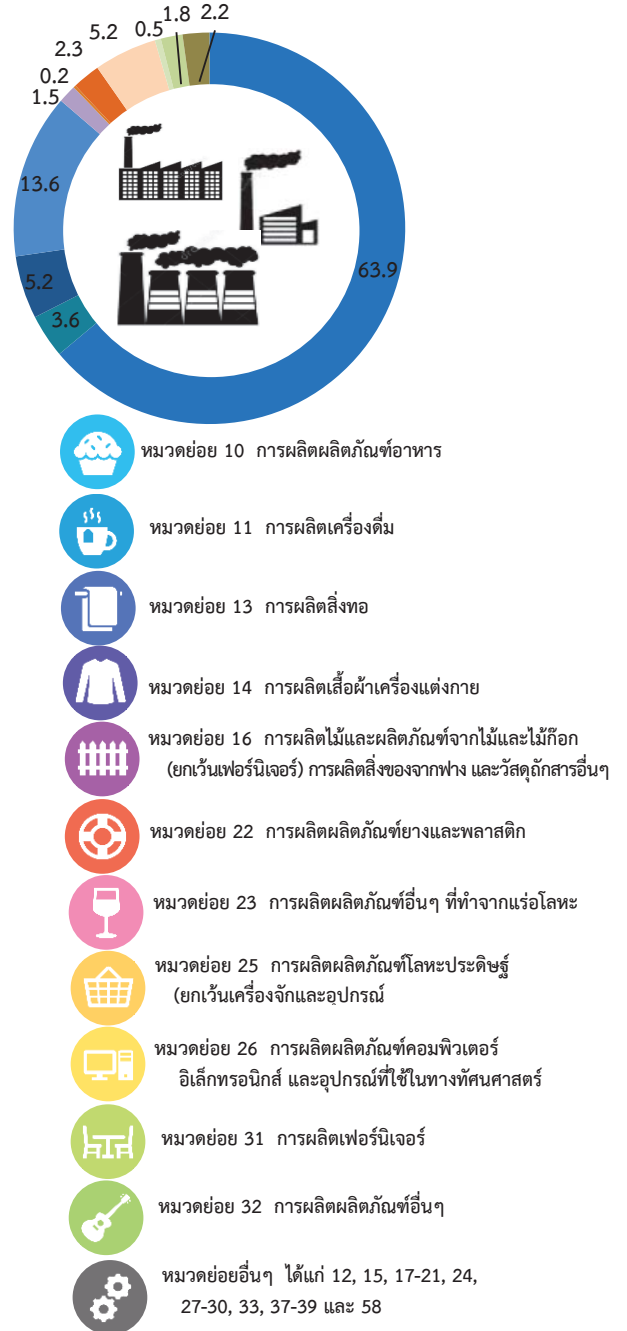 0.5 1.8 2.2
5.2
2.3
0.2
1.5
13.6
63.9
5.2
3.6
หมวดย่อย 10 การผลิตผลิตภัณฑ์อาหาร
หมวดย่อย 11 การผลิตเครื่องดื่ม
หมวดย่อย 13 การผลิตสิ่งทอ
หมวดย่อย 14 การผลิตเสื้อผ้าเครื่องแต่งกาย
หมวดย่อย 16 การผลิตไม้และผลิตภัณฑ์จากไม้และไม้ก๊อก
(ยกเว้นเฟอร์นิเจอร์) การผลิตสิ่งของจากฟาง และวัสดุถักสารอื่นๆ
หมวดย่อย 22 การผลิตผลิตภัณฑ์ยางและพลาสติก
หมวดย่อย 23 การผลิตผลิตภัณฑ์อื่นๆ ที่ทำจากแร่อโลหะ
หมวดย่อย 25 การผลิตผลิตภัณฑ์โลหะประดิษฐ์
(ยกเว้นเครื่องจักและอุปกรณ์
หมวดย่อย 26 การผลิตผลิตภัณฑ์คอมพิวเตอร์
อิเล็กทรอนิกส์ และอุปกรณ์ที่ใช้ในทางทัศนศาสตร์
หมวดย่อย 31 การผลิตเฟอร์นิเจอร์
หมวดย่อย 32 การผลิตผลิตภัณฑ์อื่นๆ
หมวดย่อยอื่นๆ ได้แก่ 12, 15, 17-21, 24,
27-30, 33, 37-39 และ 58